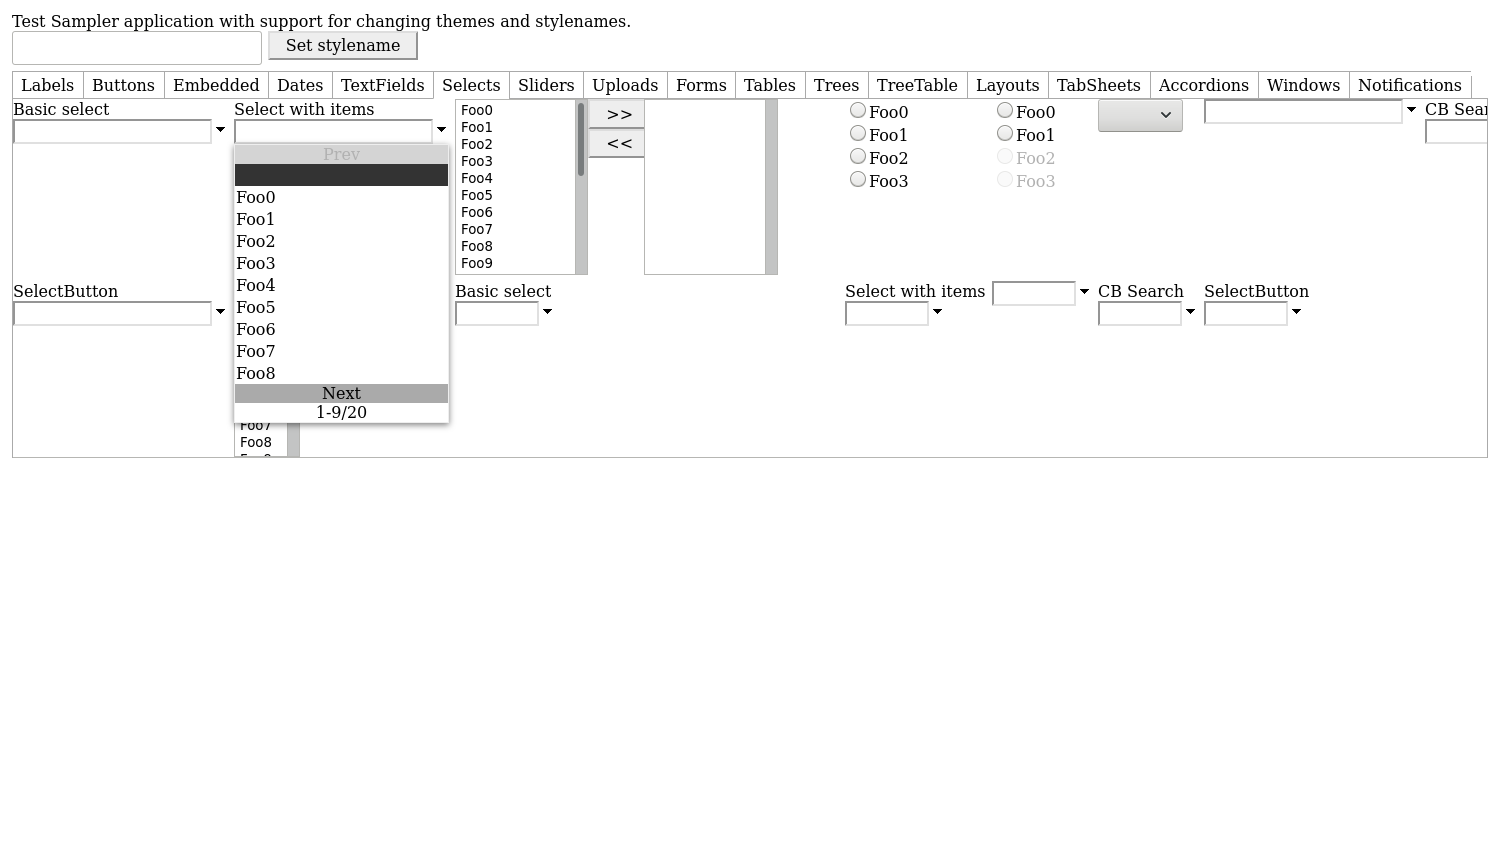 Test Sampler application with support for changing themes and stylenames.
Set stylename
Labels Buttons Embedded Dates TextFields Selects Sliders Uploads Forms Tables Trees TreeTable Layouts TabSheets Accordions Windows Notifications
Basic select
Select with items
Prev
Foo0
Foo1
Foo2
Foo3
Foo4
Foo5
Foo6
Foo7
Foo8
Next
1-9/20
Foo0
Foo1
Foo2
Foo3
Foo4
Foo5
Foo6
Foo7
Foo8
Foo9
>>
<<
Foo0
Foo1
Foo2
Foo3
Foo0
Foo1
Foo2
Foo3
CB Sear
SelectButton
Basic select
Select with items
CB Search
SelectButton
Foo7
Foo8